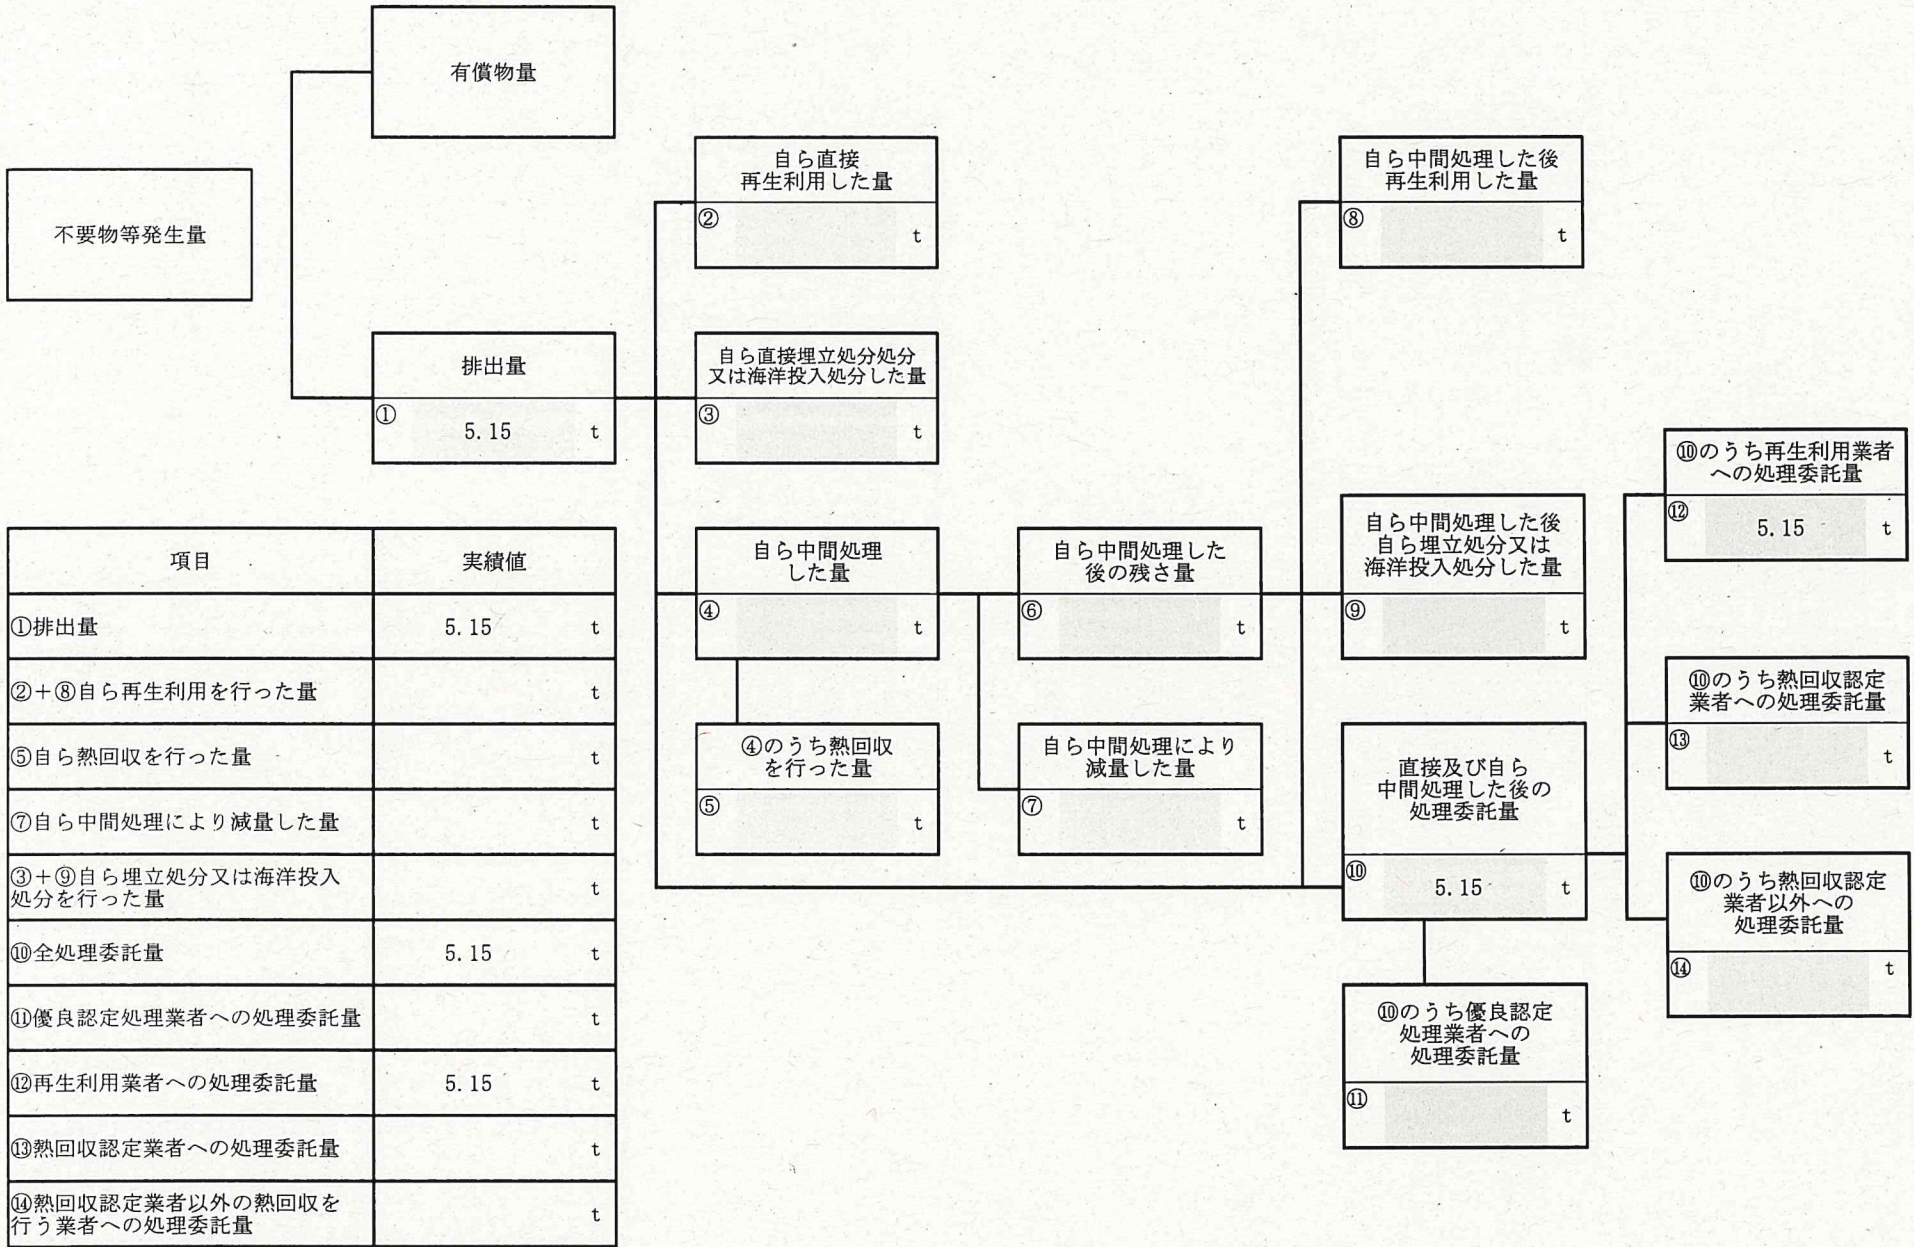 有償物量
不要物等発生量
排出量
① 5.15 t
自ら直接
再生利用した量
② t
自ら直接埋立処分処分
又は海洋投入処分した量
③ t
自ら中間処理
した量
④ t
④のうち熱回収
を行った量
⑤ t
自ら中間処理した
後の残さ量
⑥ t
自ら中間処理により
減量した量
⑦ t
自ら中間処理した後
再生利用した量
⑧ t
自ら中間処理した後
自ら埋立処分又は
海洋投入処分した量
⑨ t
直接及び自ら
中間処理した後の
処理委託量
⑩ 5.15 t
⑩のうち優良認定
処理業者への
処理委託量
⑪ t
⑩のうち再生利用業者
への処理委託量
⑫ 5.15 t
⑩のうち熱回収認定
業者への処理委託量
⑬ t
⑩のうち熱回収認定
業者以外への
処理委託量
⑭ t
項目 実績値
①排出量 5.15 t
②+⑧自ら再生利用を行った量 t
⑤自ら熱回収を行った量 t
⑦自ら中間処理により減量した量 t
③+⑨自ら埋立処分又は海洋投入
処分を行った量 t
⑩全処理委託量 5.15 t
⑪優良認定処理業者への処理委託量 t
⑫再生利用業者への処理委託量 5.15 t
⑬熱回収認定業者への処理委託量 t
⑭熱回収認定業者以外の熱回収を
行う業者への処理委託量 t